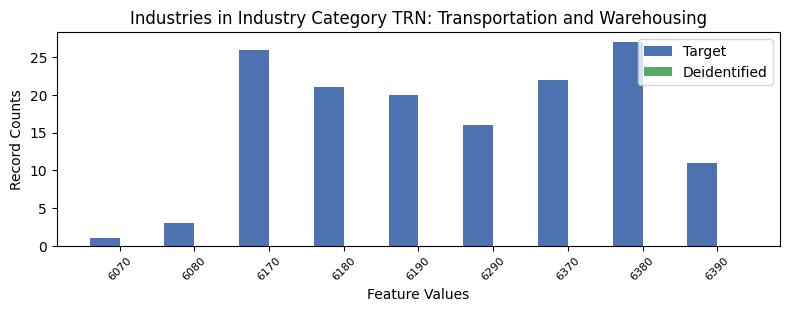 Industries in Industry Category TRN: Transportation and Warehousing
Target
Deidentified
Record Counts
25
20
15
10
5
0
6070 6080 6170 6180 6190 6290 6370 6380 6390
Feature Values